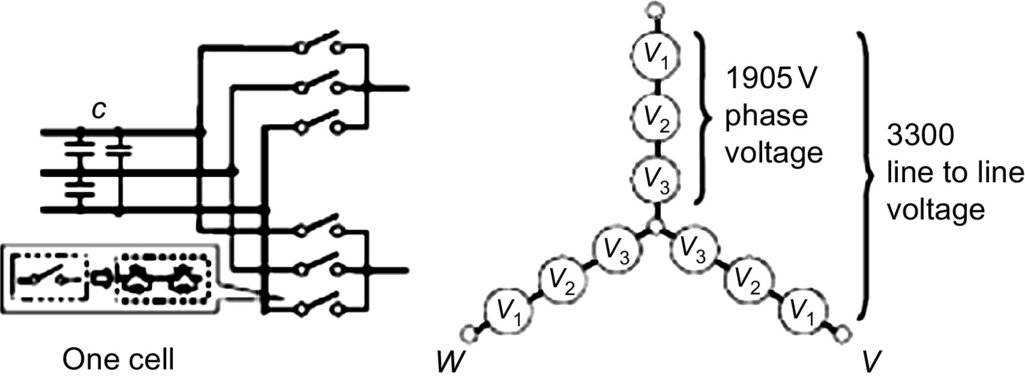 c
One cell
V1
V2
V3
1905 V
phase
voltage
3300
line to line
voltage
V3
V2
V1
W
V3
V2
V1
V